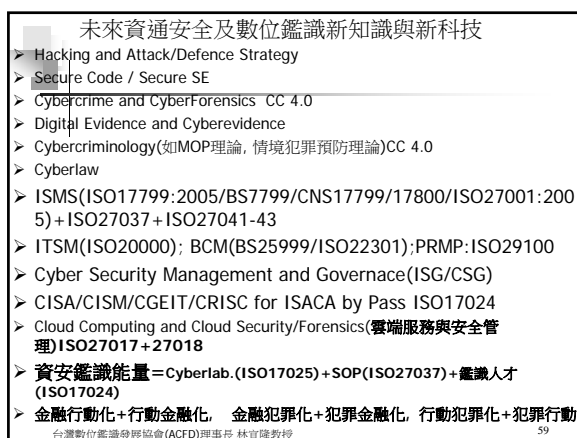 未來資通安全及數位鑑識新知識與新科技
➢ Hacking and Attack/Defence Strategy
➢ Secure Code / Secure SE
➢ Cybercrime and CyberForensics CC 4.0
➢ Digital Evidence and Cyberevidence
➢ Cybercriminology(如MOP理論, 情境犯罪預防理論)CC 4.0
➢ Cyberlaw
➢ ISMS(ISO17799:2005/BS7799/CNS17799/17800/ISO27001:200
5)+ISO27037+ISO27041-43
➢ ITSM(ISO20000); BCM(BS25999/ISO22301);PRMP:ISO29100
➢ Cyber Security Management and Governace(ISG/CSG)
➢ CISA/CISM/CGEIT/CRISC for ISACA by Pass ISO17024
➢ Cloud Computing and Cloud Security/Forensics(雲端服務與安全管
理)ISO27017+27018
➢ 資安鑑識能量=Cyberlab.(ISO17025)+SOP(ISO27037)+鑑識人才
(ISO17024)
➢ 金融行動化+行動金融化, 金融犯罪化+犯罪金融化, 行動犯罪化+犯罪行動
台灣數位鑑識發展協會(ACFD)理事長 林宜隆教授 59